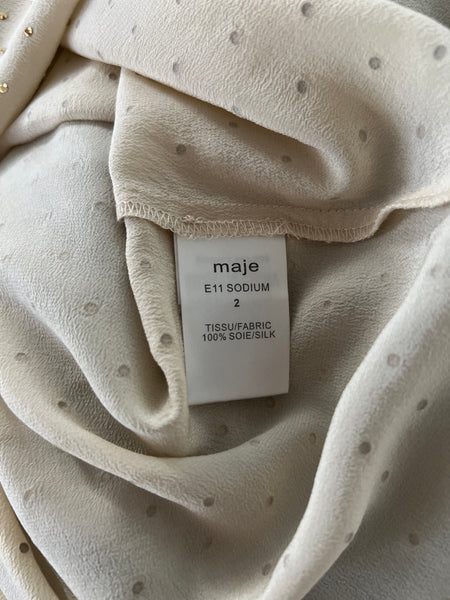 maje
E11 SODIUM
2
TISSU/FABRIC
100% SOIE/SILK